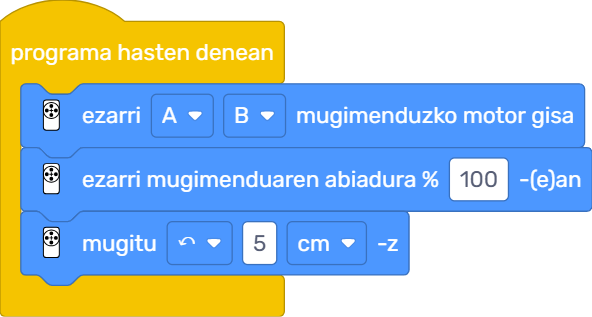 programa hasten denean
ezarri A B mugimenduzko motor gisa
ezarri mugimenduaren abiadura % 100 -(e)an
mugitu 5 cm -z